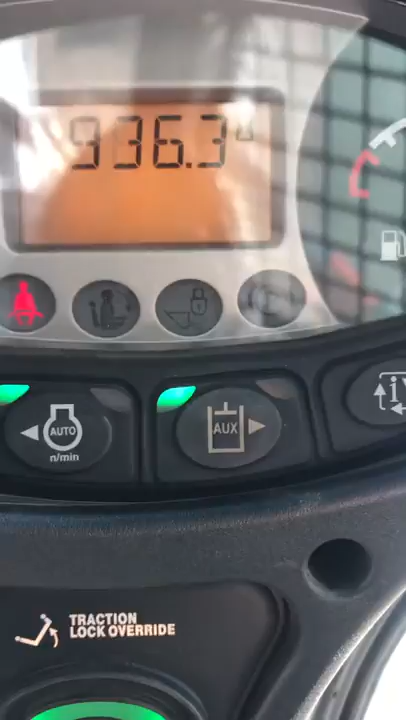 936.3 H
AUTO
n/min
AUX
i
TRACTION
LOCK OVERRIDE